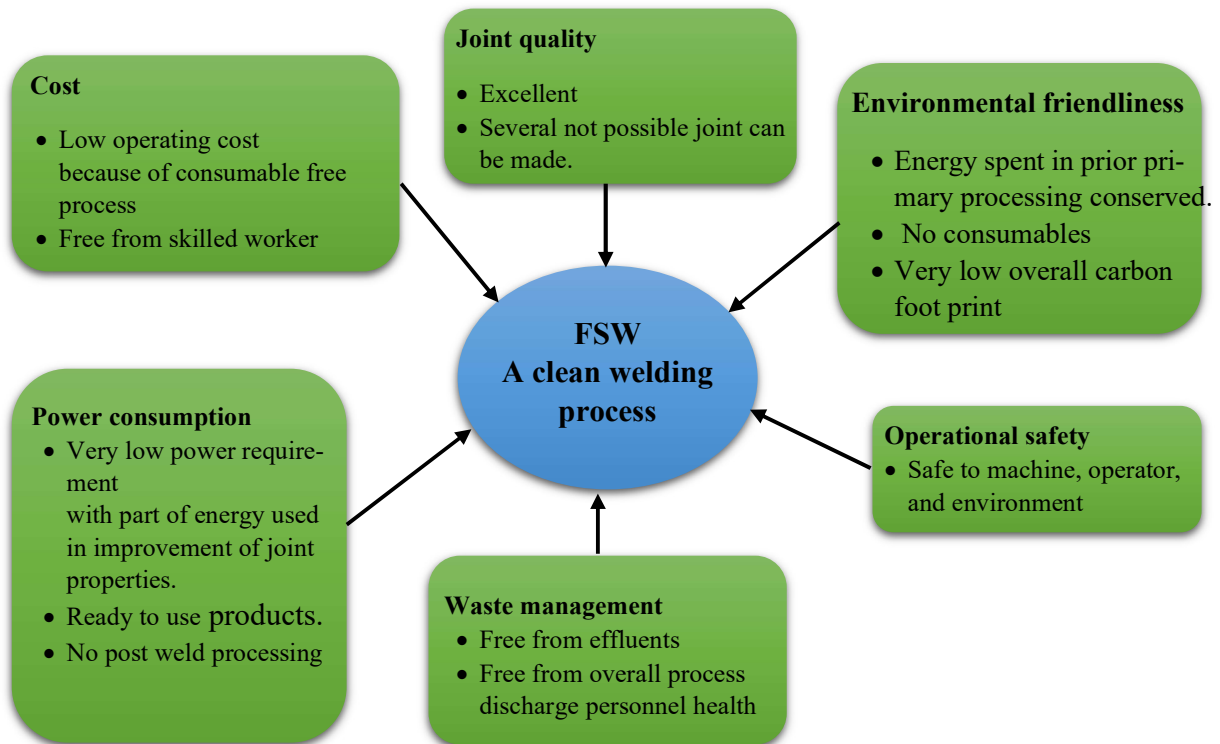 Cost
• Low operating cost
because of consumable free
process
• Free from skilled worker
Joint quality
• Excellent
• Several not possible joint can
be made.
Environmental friendliness
• Energy spent in prior pri-
mary processing conserved.
• No consumables
• Very low overall carbon
foot print
FSW
A clean welding
process
Power consumption
• Very low power require-
ment
with part of energy used
in improvement of joint
properties.
• Ready to use products.
• No post weld processing
Waste management
• Free from effluents
• Free from overall process
discharge personnel health
Operational safety
• Safe to machine, operator,
and environment